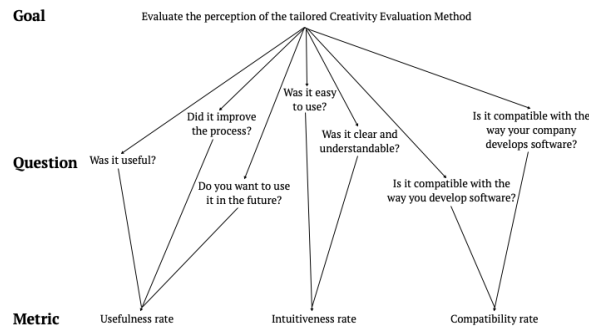 Goal
Evaluate the perception of the tailored Creativity Evaluation Method
Was it easy
to use?
Did it improve
the process?
Is it compatible with the
way your company
develops software?
Was it clear and
understandable?
Question
Was it useful?
Do you want to use
it in the future?
Is it compatible with the
way you develop software?
Metric
Usefulness rate
Intuitiveness rate
Compatibility rate